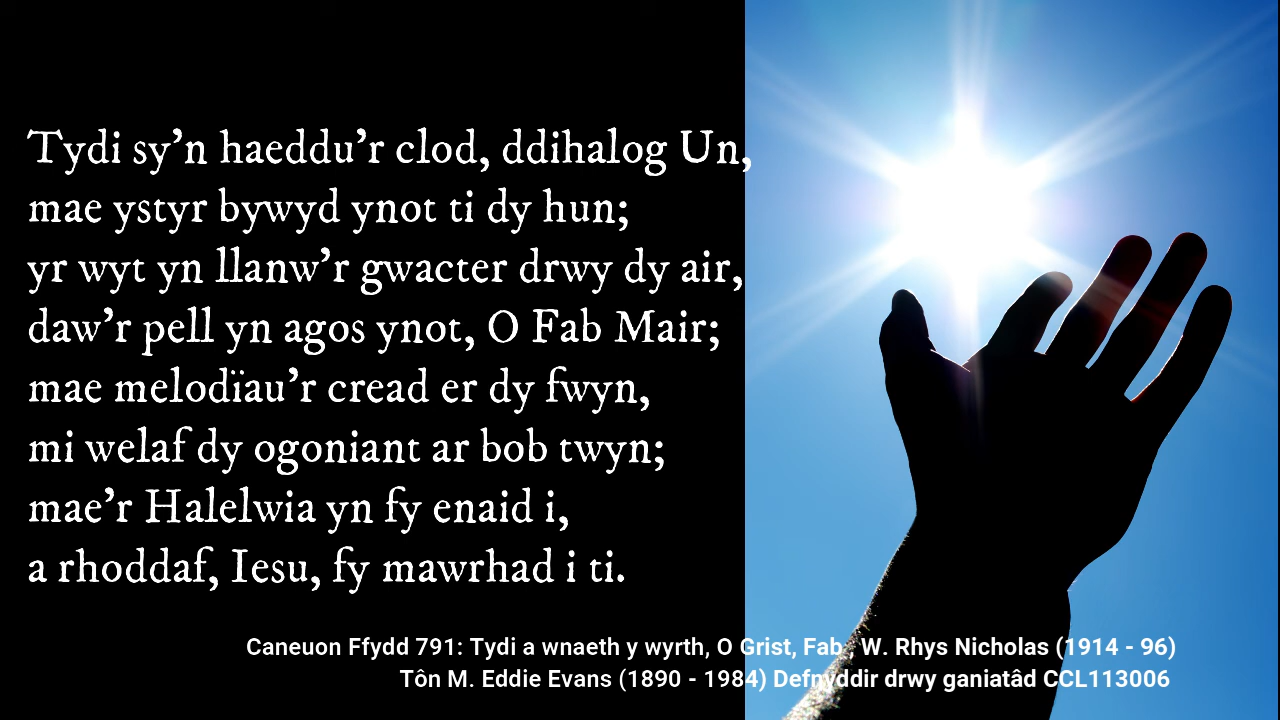 Tydi sy’n haeddu’r clod, ddihalog Un,
mae ystyr bywyd ynot ti dy hun;
yr wyt yn llanw’r gwacter drwy dy air,
daw’r pell yn agos ynot, O Fab Mair;
mae melodïau’r cread er dy fwyn,
mi welaf dy ogoniant ar bob twyn;
mae’r Halelwia yn fy enaid i,
a rhoddaf, Iesu, fy mawrhad i ti.
Caneuon Ffydd 791: Tydi a wnaeth y wyrth, O Grist, Fab , W. Rhys Nicholas (1914 - 96)
Tôn M. Eddie Evans (1890 - 1984) Defnyddir drwy ganiatâd CCL113006